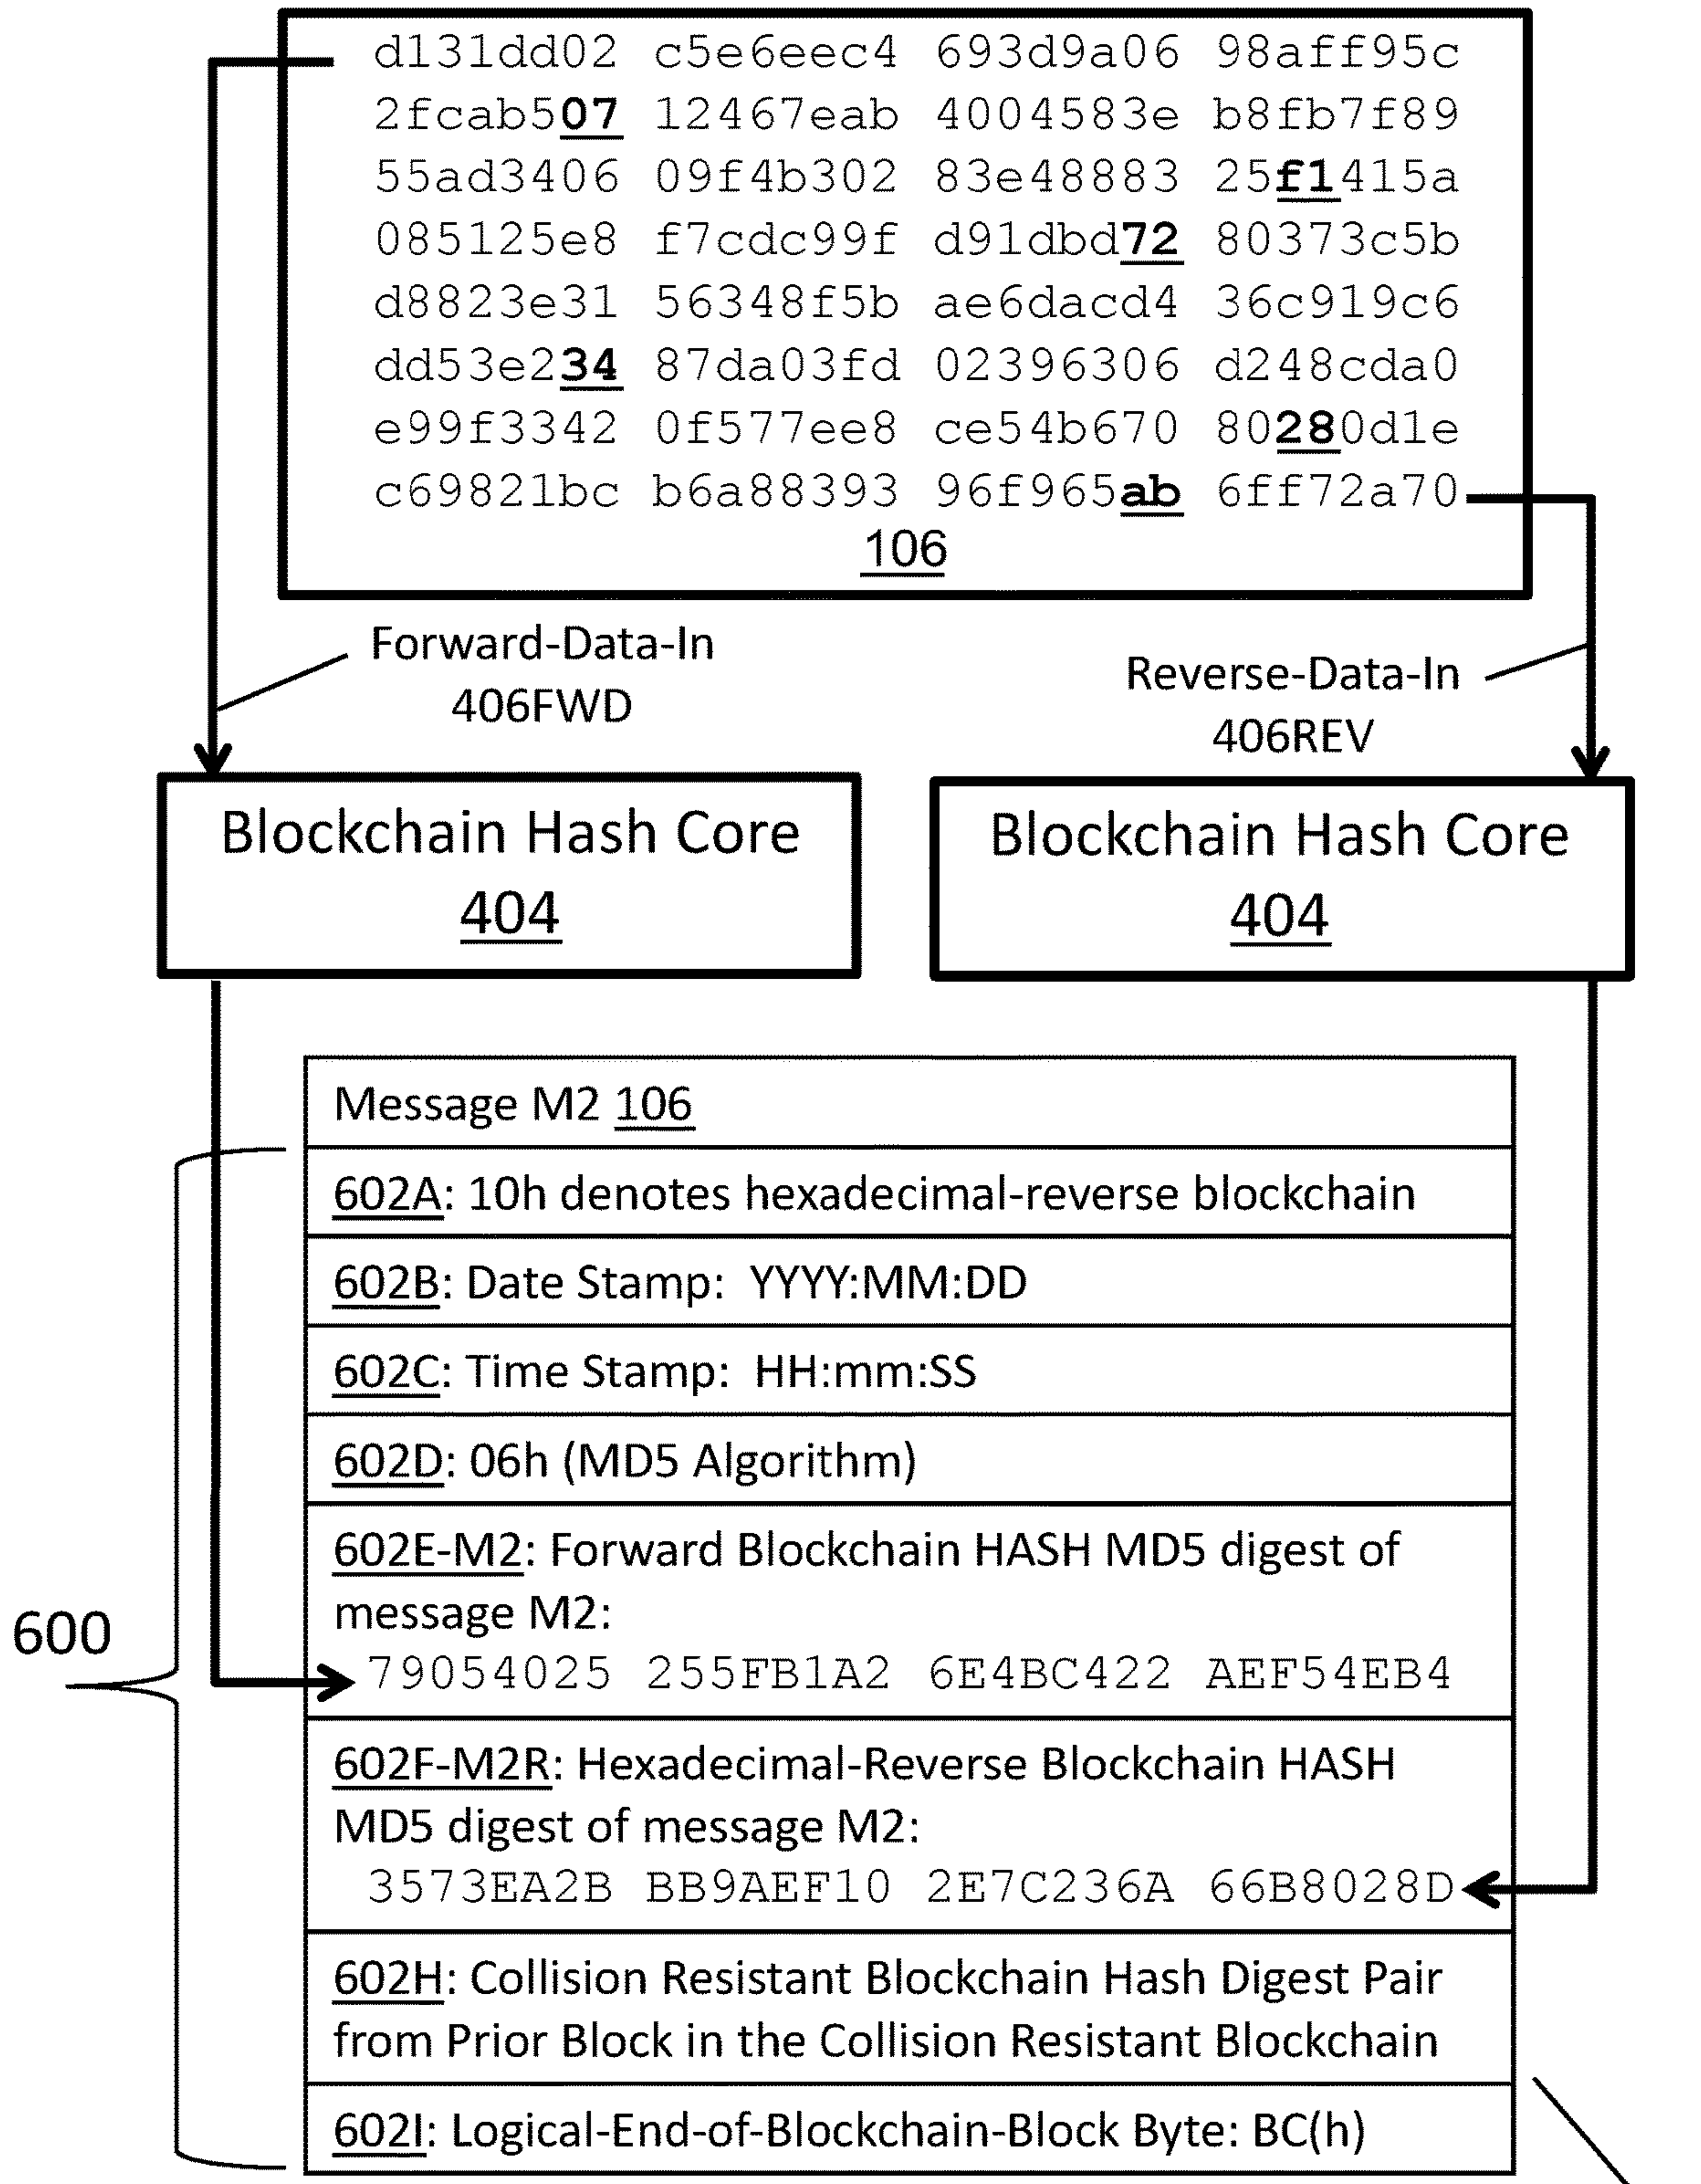 d131dd02 c5e6eec4 693d9a06 98aff95c
2fcab507 12467eab 4004583e b8fb7f89
55ad3406 09f4b302 83e48883 25f1415a
085125e8 f7cdc99f d91dbd72 80373c5b
d8823e31 56348f5b ae6dacd4 36c919c6
dd53e234 87da03fd 02396306 d248cda0
e99f3342 0f577ee8 ce54b670 80280d1e
c69821bc b6a88393 96f965ab 6ff72a70
106
Forward-Data-In
406FWD
Reverse-Data-In
406REV
Blockchain Hash Core
404
Blockchain Hash Core
404
Message M2 106
602A: 10h denotes hexadecimal-reverse blockchain
602B: Date Stamp: YYYY:MM:DD
602C: Time Stamp: HH:mm:SS
602D: 06h (MD5 Algorithm)
602E-M2: Forward Blockchain HASH MD5 digest of
message M2:
79054025 255FB1A2 6E4BC422 AEF54EB4
602F-M2R: Hexadecimal-Reverse Blockchain HASH
MD5 digest of message M2:
3573EA2B BB9AEF10 2E7C236A 66B8028D
602H: Collision Resistant Blockchain Hash Digest Pair
from Prior Block in the Collision Resistant Blockchain
602I: Logical-End-of-Blockchain-Block Byte: BC(h)
600